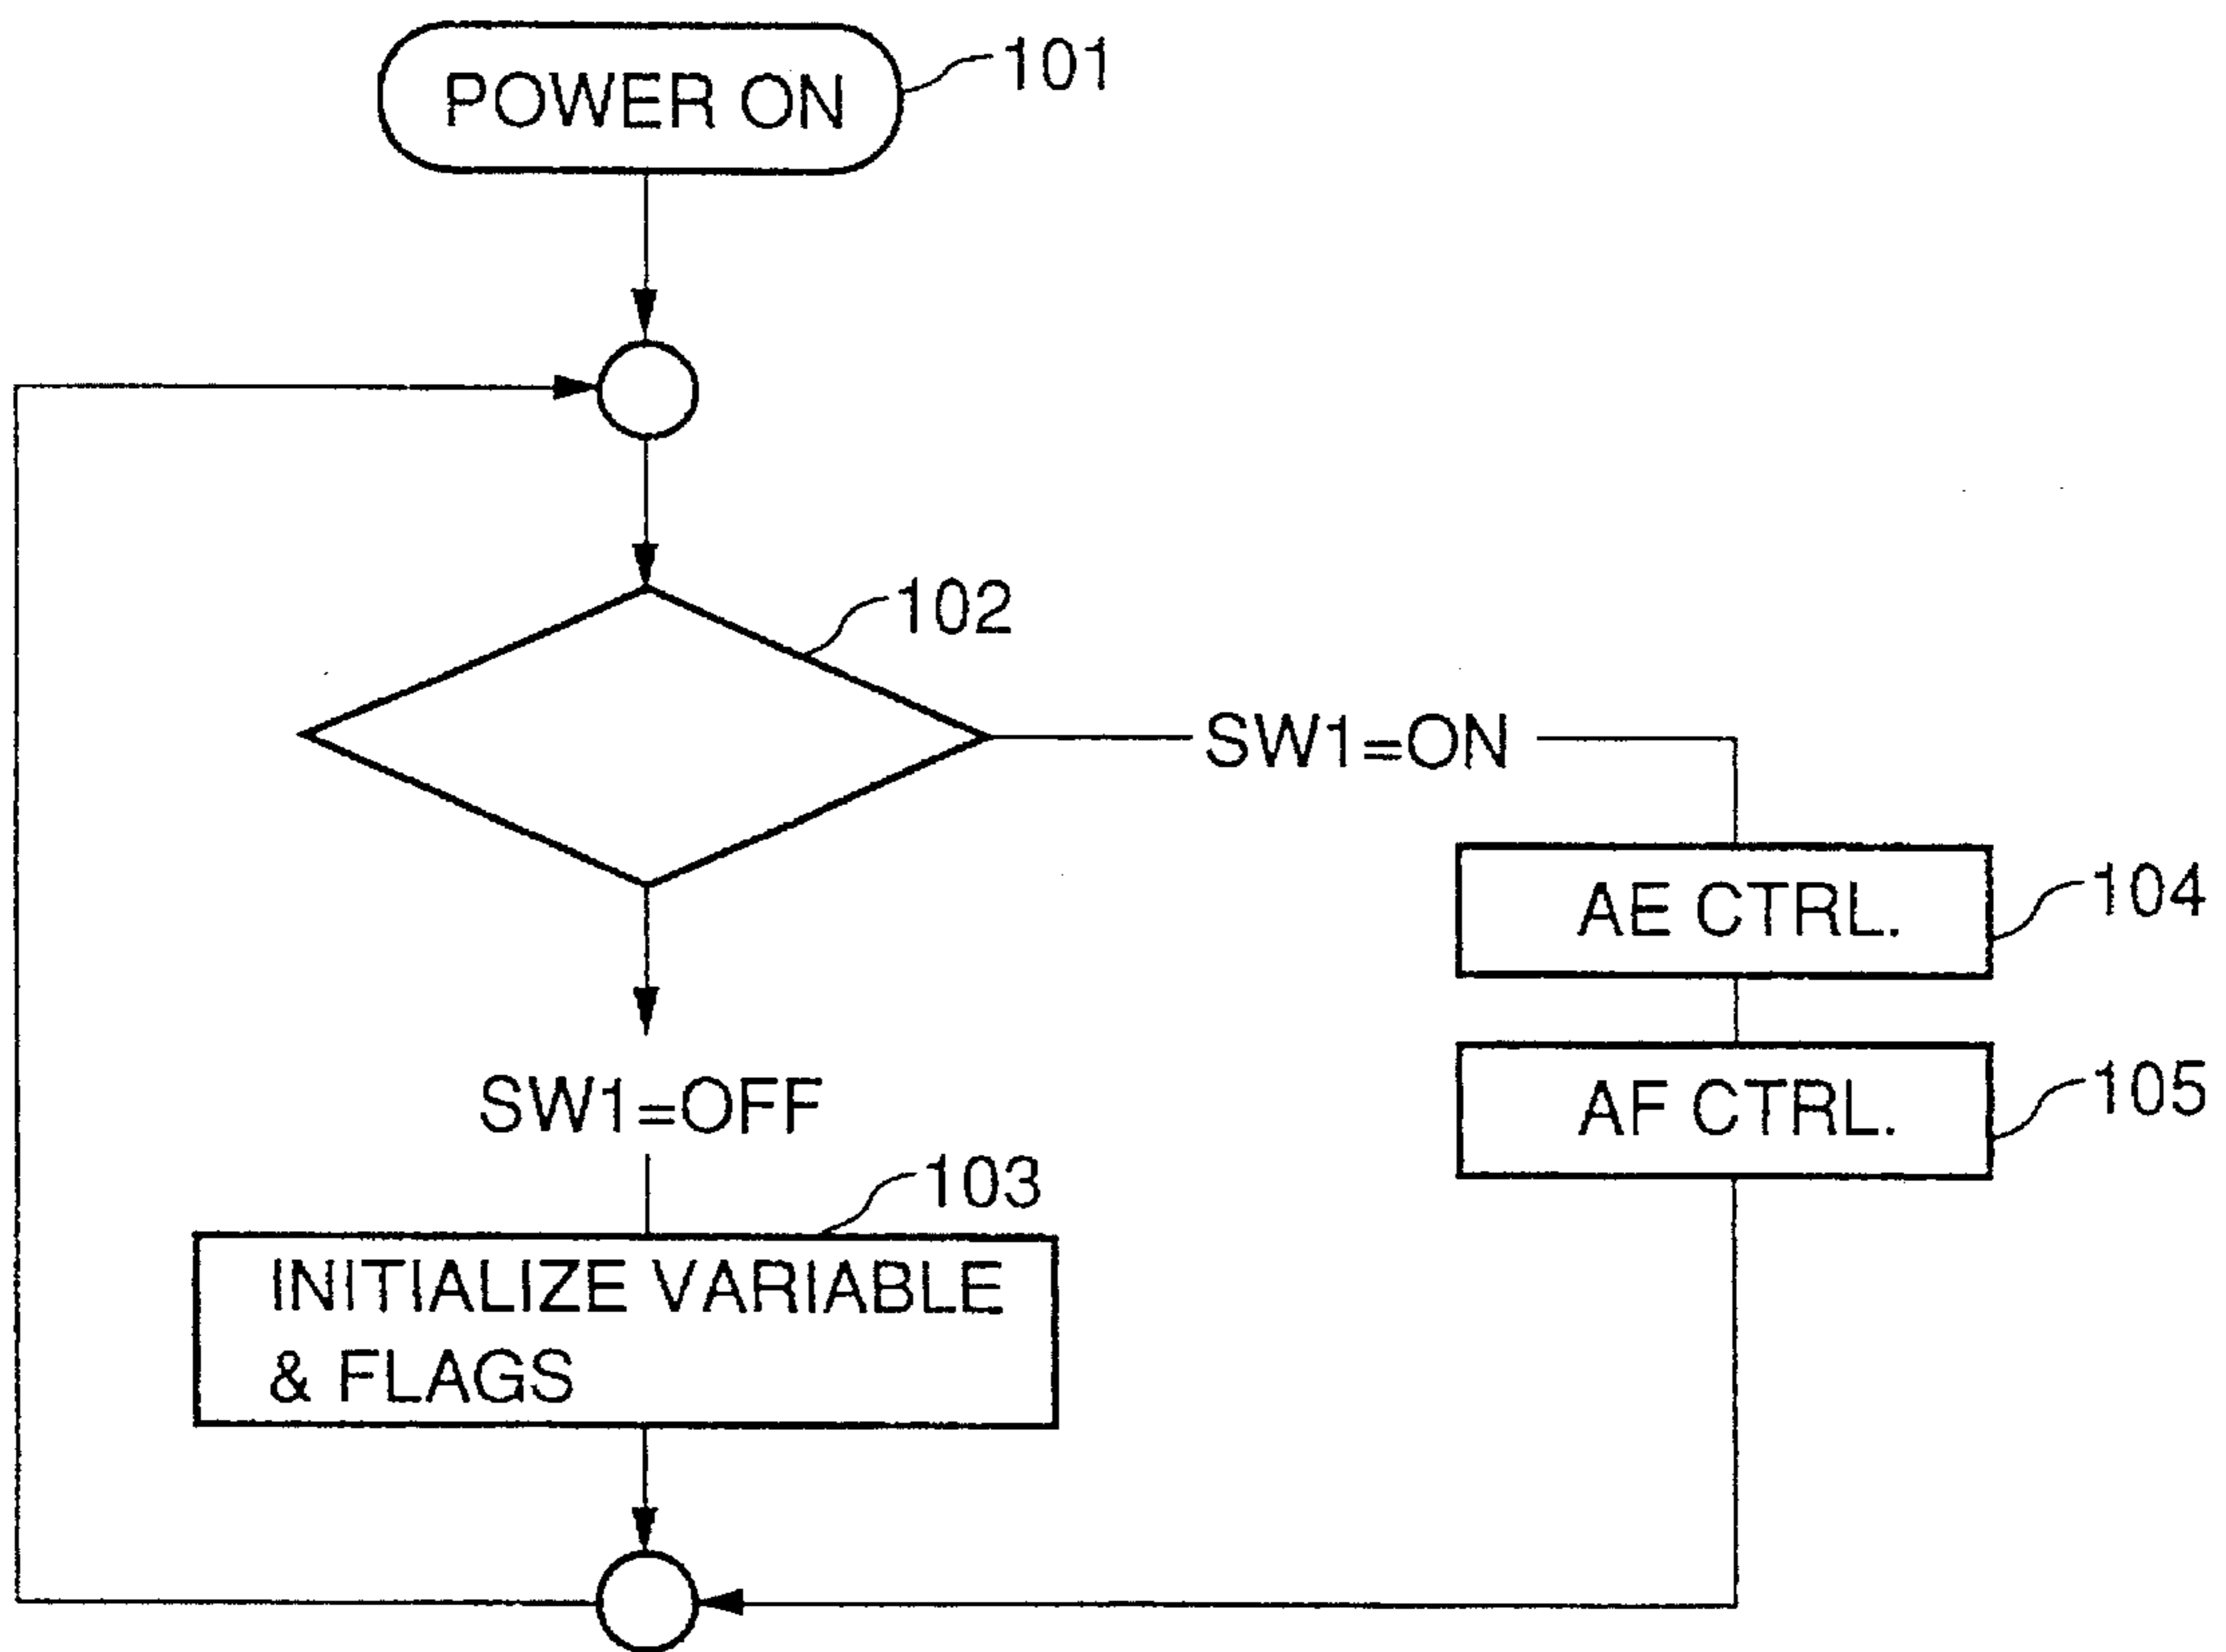 POWER ON
101
102
SW1=ON
104
AE CTRL.
105
AF CTRL.
SW1=OFF
103
INITIALIZE VARIABLE
& FLAGS